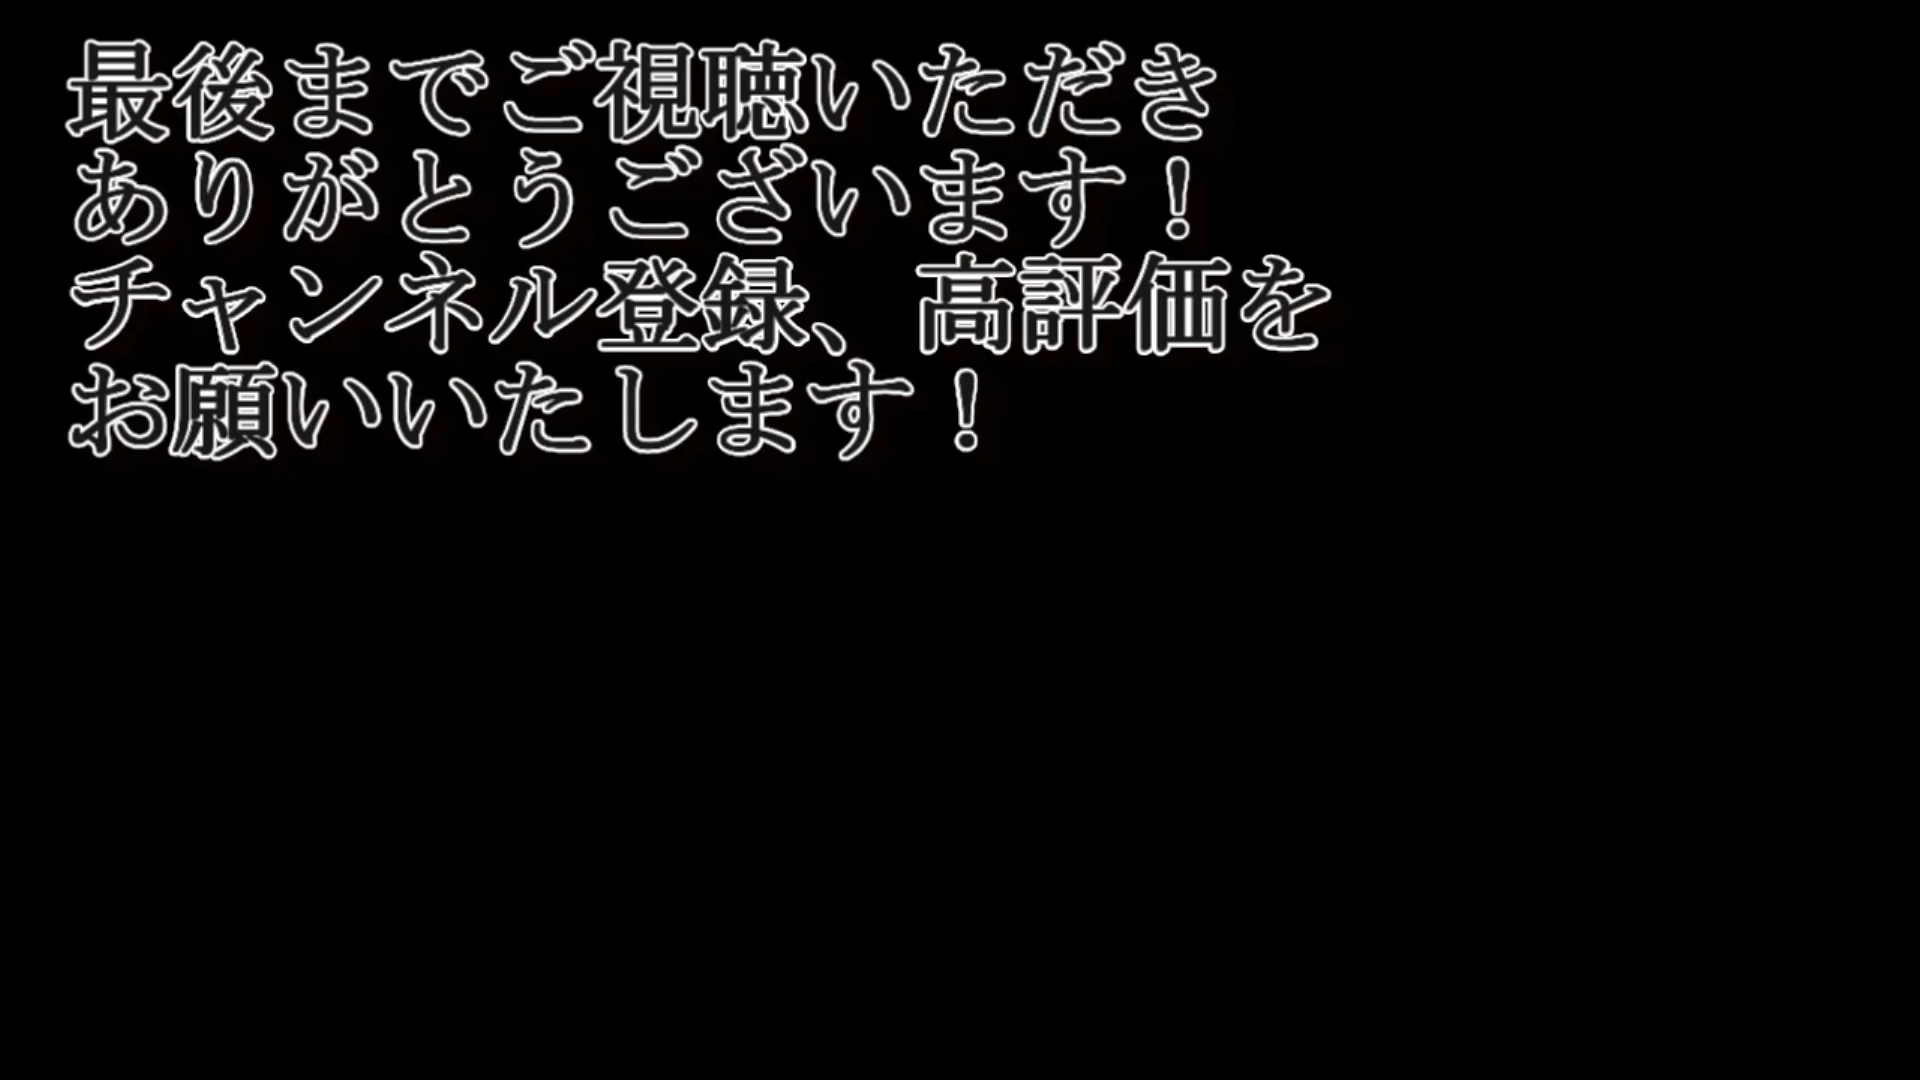 最後までご視聴いただき
ありがとうございます！
チャンネル登録、高評価を
お願いいたします！